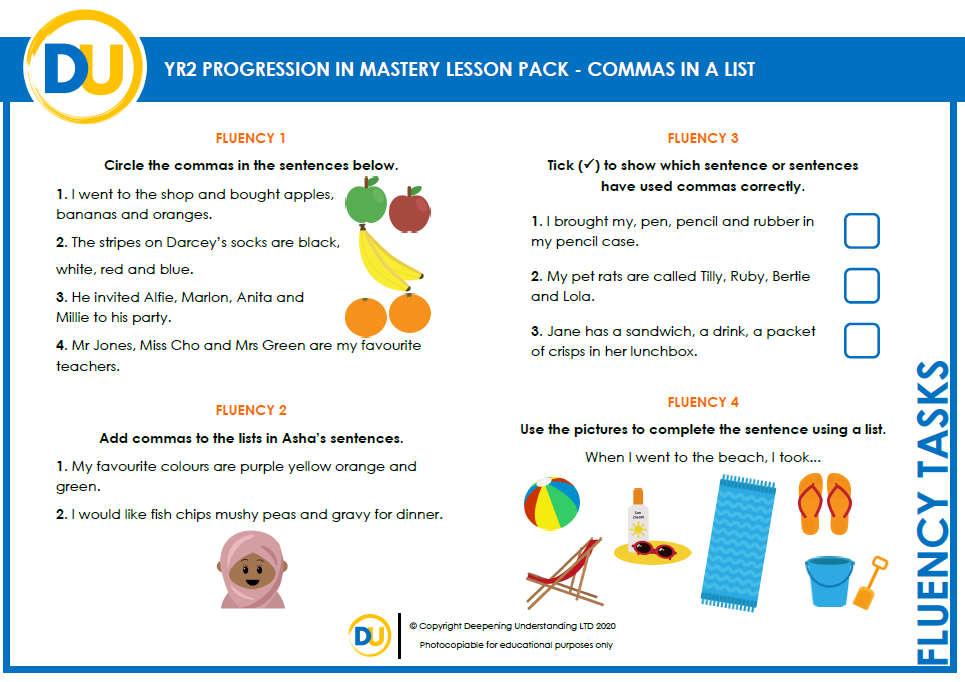 DU
YR2 PROGRESSION IN MASTERY LESSON PACK - COMMAS IN A LIST
FLUENCY 1
Circle the commas in the sentences below.
1. I went to the shop and bought apples,
bananas and oranges.
2. The stripes on Darcey's socks are black,
white, red and blue.
3. He invited Alfie, Marlon, Anita and
Millie to his party.
4. Mr Jones, Miss Cho and Mrs Green are my favourite
teachers.
FLUENCY 2
Add commas to the lists in Asha's sentences.
1. My favourite colours are purple yellow orange and
green.
2. I would like fish chips mushy peas and gravy for dinner.
FLUENCY 3
Tick (✓) to show which sentence or sentences
have used commas correctly.
1. I brought my, pen, pencil and rubber in
my pencil case.
2. My pet rats are called Tilly, Ruby, Bertie
and Lola.
3. Jane has a sandwich, a drink, a packet
of crisps in her lunchbox.
FLUENCY 4
Use the pictures to complete the sentence using a list.
When I went to the beach, I took...
Sun
cream
FLUENCY TASKS
DU
© Copyright Deepening Understanding LTD 2020
Photocopiable for educational purposes only